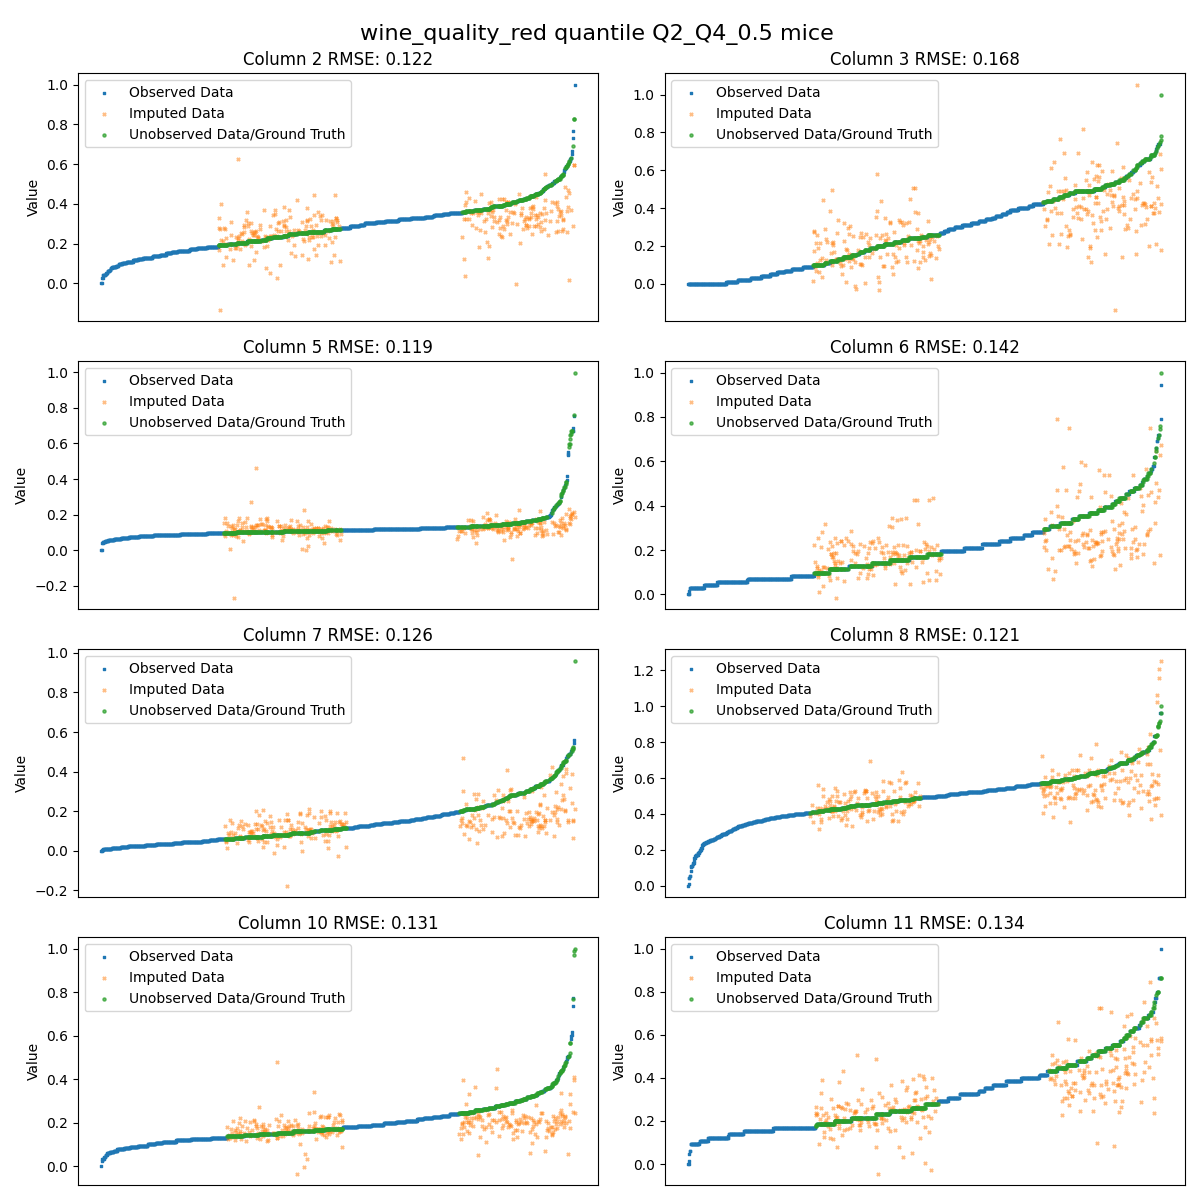 wine_quality_red quantile Q2_Q4_0.5 mice
Column 2 RMSE: 0.122
1.0
0.8
0.6
0.4
0.2
0.0
Value
Observed Data
Imputed Data
Unobserved Data/Ground Truth
Column 3 RMSE: 0.168
1.0
0.8
0.6
0.4
0.2
0.0
Value
Observed Data
Imputed Data
Unobserved Data/Ground Truth
Column 5 RMSE: 0.119
1.0
0.8
0.6
0.4
0.2
0.0
−0.2
Value
Observed Data
Imputed Data
Unobserved Data/Ground Truth
Column 6 RMSE: 0.142
1.0
0.8
0.6
0.4
0.2
0.0
Value
Observed Data
Imputed Data
Unobserved Data/Ground Truth
Column 7 RMSE: 0.126
1.0
0.8
0.6
0.4
0.2
0.0
−0.2
Value
Observed Data
Imputed Data
Unobserved Data/Ground Truth
Column 8 RMSE: 0.121
1.2
1.0
0.8
0.6
0.4
0.2
0.0
Value
Observed Data
Imputed Data
Unobserved Data/Ground Truth
Column 10 RMSE: 0.131
1.0
0.8
0.6
0.4
0.2
0.0
Value
Observed Data
Imputed Data
Unobserved Data/Ground Truth
Column 11 RMSE: 0.134
1.0
0.8
0.6
0.4
0.2
0.0
Value
Observed Data
Imputed Data
Unobserved Data/Ground Truth